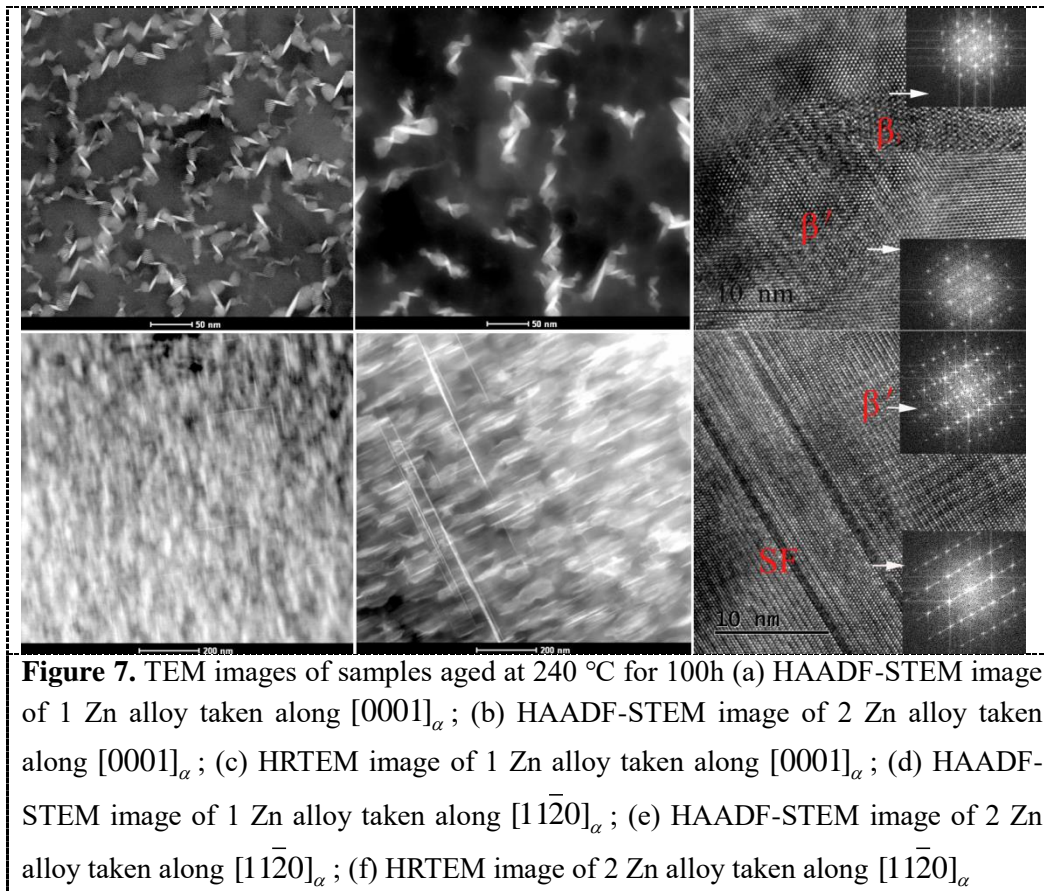 50 nm
50 nm
β₁
β′
10 nm
200 nm
200 nm
β′
SF
10 nm
Figure 7. TEM images of samples aged at 240 °C for 100h (a) HAADF-STEM image
of 1 Zn alloy taken along [0001]α ; (b) HAADF-STEM image of 2 Zn alloy taken
along [0001]α ; (c) HRTEM image of 1 Zn alloy taken along [0001]α ; (d) HAADF-
STEM image of 1 Zn alloy taken along [112̅0]α ; (e) HAADF-STEM image of 2 Zn
alloy taken along [112̅0]α ; (f) HRTEM image of 2 Zn alloy taken along [112̅0]α